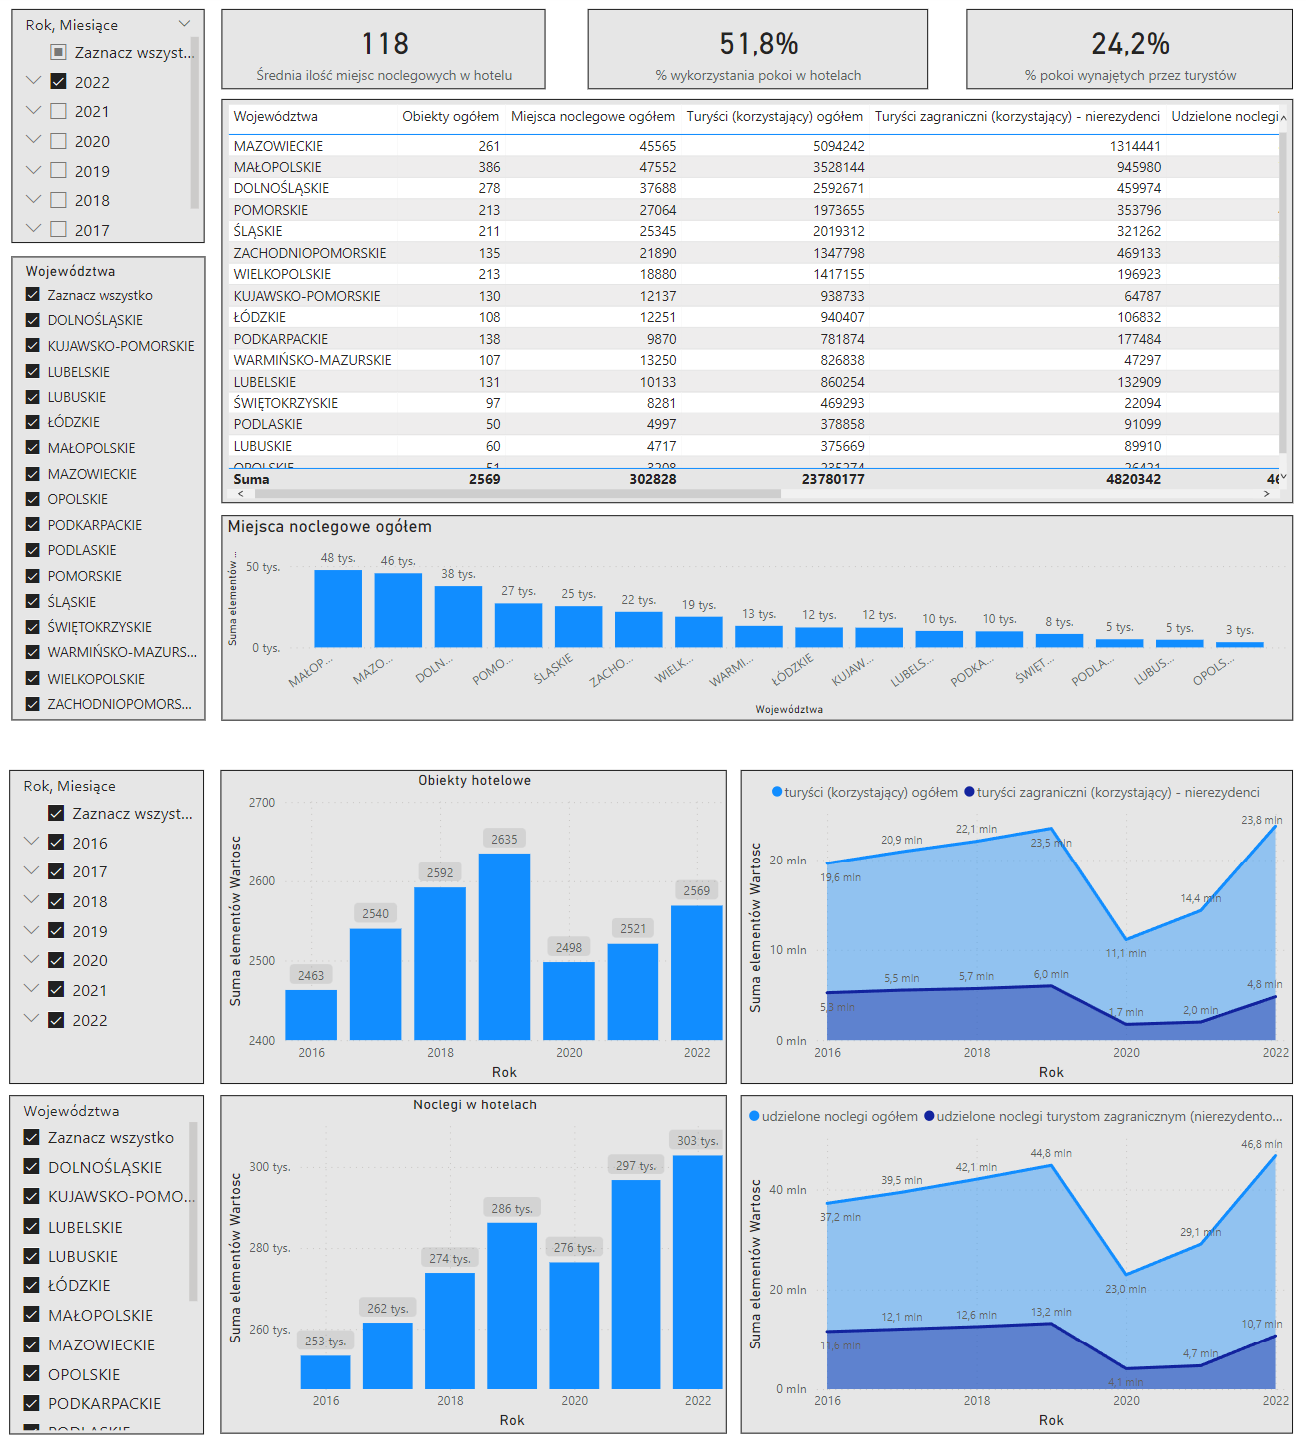 Rok, Miesiące
Zaznacz wszyst...
2022
2021
2020
2019
2018
2017
118
Średnia ilość miejsc noclegowych w hotelu
51,8%
% wykorzystania pokoi w hotelach
24,2%
% pokoi wynajętych przez turystów
Województwa Obiekty ogółem Miejsca noclegowe ogółem Turyści (korzystający) ogółem Turyści zagraniczni (korzystający) - nierezydenci Udzielone noclegi
MAZOWIECKIE 261 45565 5094242 1314441
MAŁOPOLSKIE 386 47552 3528144 945980
DOLNOŚLĄSKIE 278 37688 2592671 459974
POMORSKIE 213 27064 1973655 353796
ŚLĄSKIE 211 25345 2019312 321262
ZACHODNIOPOMORSKIE 135 21890 1347798 469133
WIELKOPOLSKIE 213 18880 1417155 196923
KUJAWSKO-POMORSKIE 130 12137 938733 64787
ŁÓDZKIE 108 12251 940407 106832
PODKARPACKIE 138 9870 781874 177484
WARMIŃSKO-MAZURSKIE 107 13250 826838 47297
LUBELSKIE 131 10133 860254 132909
ŚWIĘTOKRZYSKIE 97 8281 469293 22094
PODLASKIE 50 4997 378858 91099
LUBUSKIE 60 4717 375669 89910
OPOLSKIE 51 3208 235274 26421
Suma 2569 302828 23780177 4820342 46
Województwa
Zaznacz wszystko
DOLNOŚLĄSKIE
KUJAWSKO-POMORSKIE
LUBELSKIE
LUBUSKIE
ŁÓDZKIE
MAŁOPOLSKIE
MAZOWIECKIE
OPOLSKIE
PODKARPACKIE
PODLASKIE
POMORSKIE
ŚLĄSKIE
ŚWIĘTOKRZYSKIE
WARMIŃSKO-MAZURS...
WIELKOPOLSKIE
ZACHODNIOPOMORS...
Miejsca noclegowe ogółem
Suma elementów ...
50 tys.
0 tys.
48 tys. 46 tys. 38 tys. 27 tys. 25 tys. 22 tys. 19 tys. 13 tys. 12 tys. 12 tys. 10 tys. 10 tys. 8 tys. 5 tys. 5 tys. 3 tys.
MAŁOP... MAZO... DOLN... POMO... ŚLĄSKIE ZACHO... WIELK... WARMI... ŁÓDZKIE KUJAW... LUBELS... PODKA... ŚWIĘT... PODLA... LUBUS... OPOLS...
Województwa
Rok, Miesiące
Zaznacz wszyst...
2016
2017
2018
2019
2020
2021
2022
Obiekty hotelowe
Suma elementów Wartosc
2700
2600
2500
2400
2463 2540 2592 2635 2498 2521 2569
2016 2018 2020 2022
Rok
turyści (korzystający) ogółem turyści zagraniczni (korzystający) - nierezydenci
Suma elementów Wartosc
20 mln
10 mln
0 mln
19,6 mln 20,9 mln 22,1 mln 23,5 mln 11,1 mln 14,4 mln 23,8 mln
5,3 mln 5,5 mln 5,7 mln 6,0 mln 1,7 mln 2,0 mln 4,8 mln
2016 2018 2020 2022
Rok
Województwa
Zaznacz wszystko
DOLNOŚLĄSKIE
KUJAWSKO-POMO...
LUBELSKIE
LUBUSKIE
ŁÓDZKIE
MAŁOPOLSKIE
MAZOWIECKIE
OPOLSKIE
PODKARPACKIE
PODLASKIE
Noclegi w hotelach
Suma elementów Wartosc
300 tys.
280 tys.
260 tys.
253 tys. 262 tys. 274 tys. 286 tys. 276 tys. 297 tys. 303 tys.
2016 2018 2020 2022
Rok
udzielone noclegi ogółem udzielone noclegi turystom zagranicznym (nierezydento...
Suma elementów Wartosc
40 mln
20 mln
0 mln
37,2 mln 39,5 mln 42,1 mln 44,8 mln 23,0 mln 29,1 mln 46,8 mln
11,6 mln 12,1 mln 12,6 mln 13,2 mln 4,1 mln 4,7 mln 10,7 mln
2016 2018 2020 2022
Rok